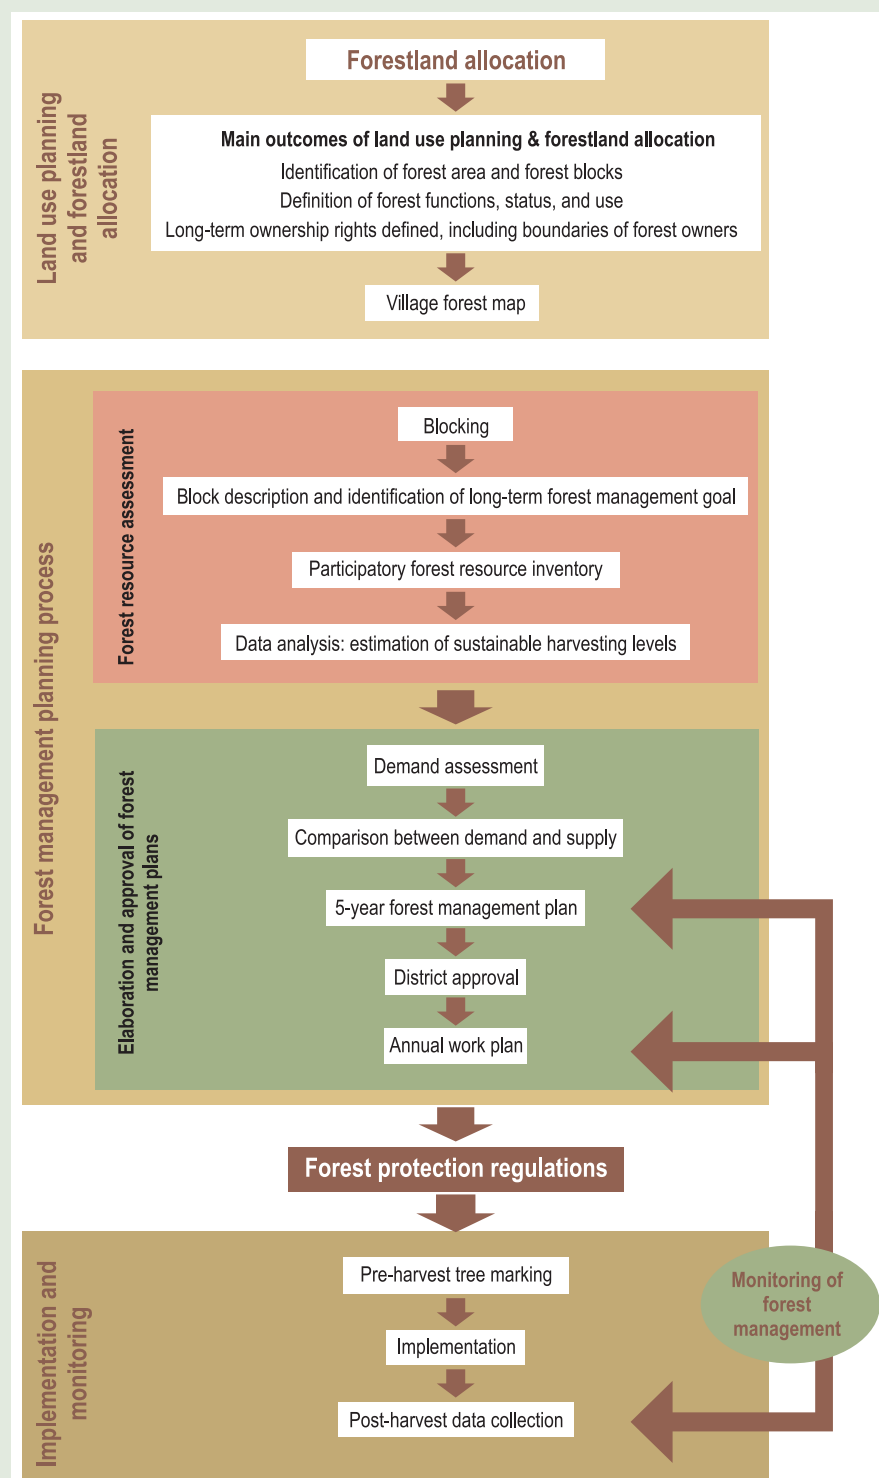 Land use planning
and forestland
allocation
Forestland allocation
Main outcomes of land use planning & forestland allocation
Identification of forest area and forest blocks
Definition of forest functions, status, and use
Long-term ownership rights defined, including boundaries of forest owners
Village forest map
Forest management planning process
Forest resource assessment
Blocking
Block description and identification of long-term forest management goal
Participatory forest resource inventory
Data analysis: estimation of sustainable harvesting levels
Elaboration and approval of forest
management plans
Demand assessment
Comparison between demand and supply
5-year forest management plan
District approval
Annual work plan
Forest protection regulations
Implementation and
monitoring
Pre-harvest tree marking
Implementation
Post-harvest data collection
Monitoring of
forest
management